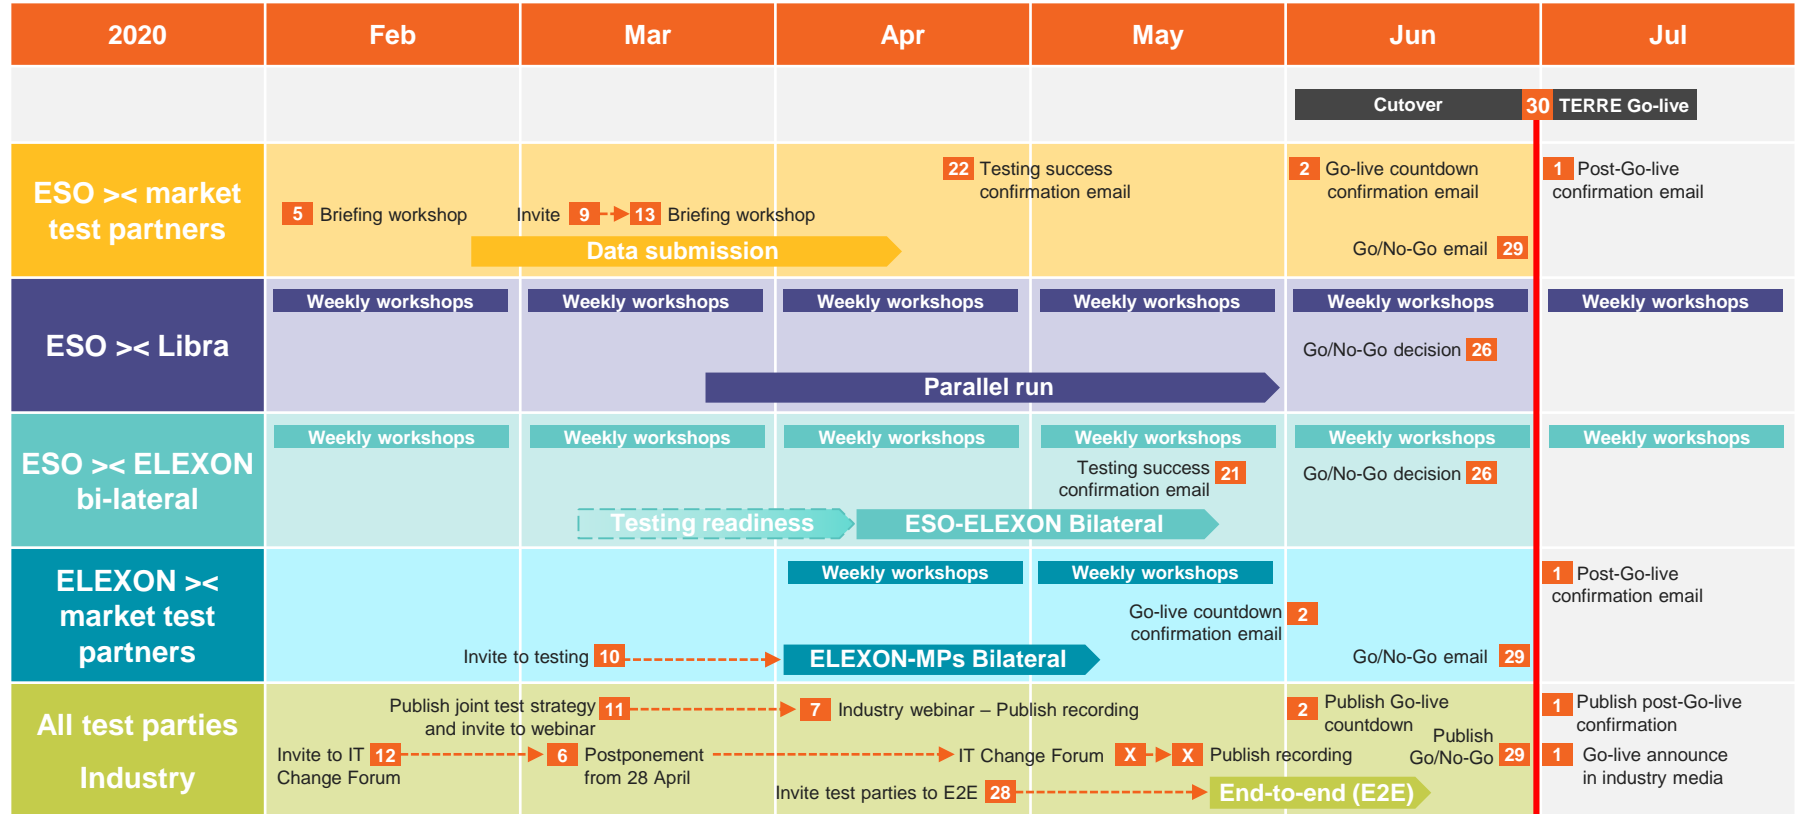 2020 Feb Mar Apr May Jun Jul
Cutover 30 TERRE Go-live
ESO >< market
test partners
5 Briefing workshop
Invite 9 13 Briefing workshop
Data submission
22 Testing success
confirmation email
2 Go-live countdown
confirmation email
Go/No-Go email 29
1 Post-Go-live
confirmation email
ESO >< Libra
Weekly workshops Weekly workshops Weekly workshops Weekly workshops Weekly workshops Weekly workshops
Go/No-Go decision 26
Parallel run
ESO >< ELEXON
bi-lateral
Weekly workshops Weekly workshops Weekly workshops Weekly workshops Weekly workshops Weekly workshops
Testing success
confirmation email 21
Go/No-Go decision 26
Testing readiness
ESO-ELEXON Bilateral
ELEXON ><
market test
partners
Weekly workshops Weekly workshops
1 Post-Go-live
confirmation email
Go-live countdown
confirmation email 2
Invite to testing 10
ELEXON-MPs Bilateral
Go/No-Go email 29
All test parties
Industry
Publish joint test strategy
and invite to webinar 11
7 Industry webinar – Publish recording
2 Publish Go-live
countdown
Publish
Go/No-Go 29
1 Publish post-Go-live
confirmation
Invite to IT 12
Change Forum
6 Postponement
from 28 April
IT Change Forum X X Publish recording
1 Go-live announce
in industry media
Invite test parties to E2E 28
End-to-end (E2E)